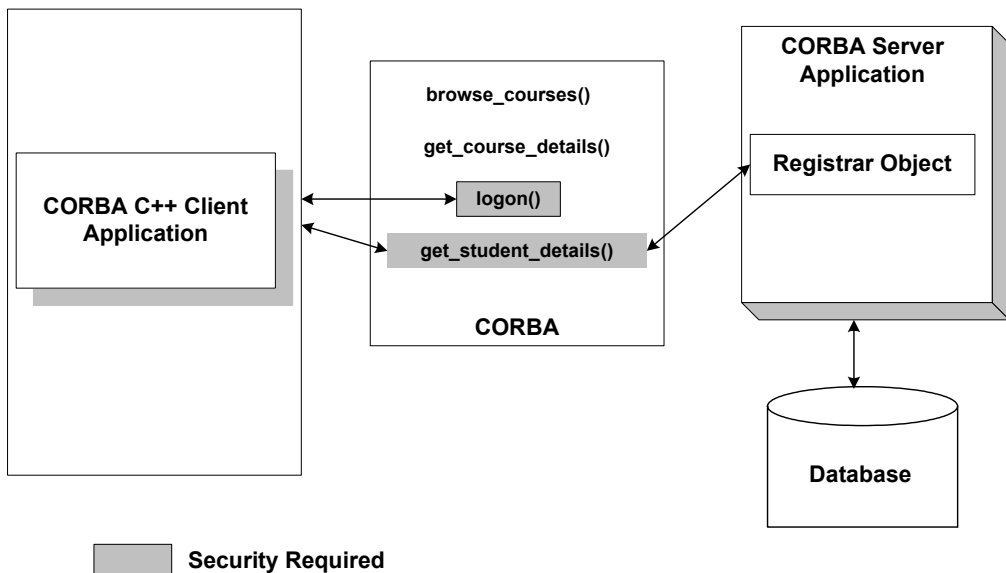 CORBA C++ Client
Application
browse_courses()
get_course_details()
logon()
get_student_details()
CORBA
CORBA Server
Application
Registrar Object
Database
Security Required